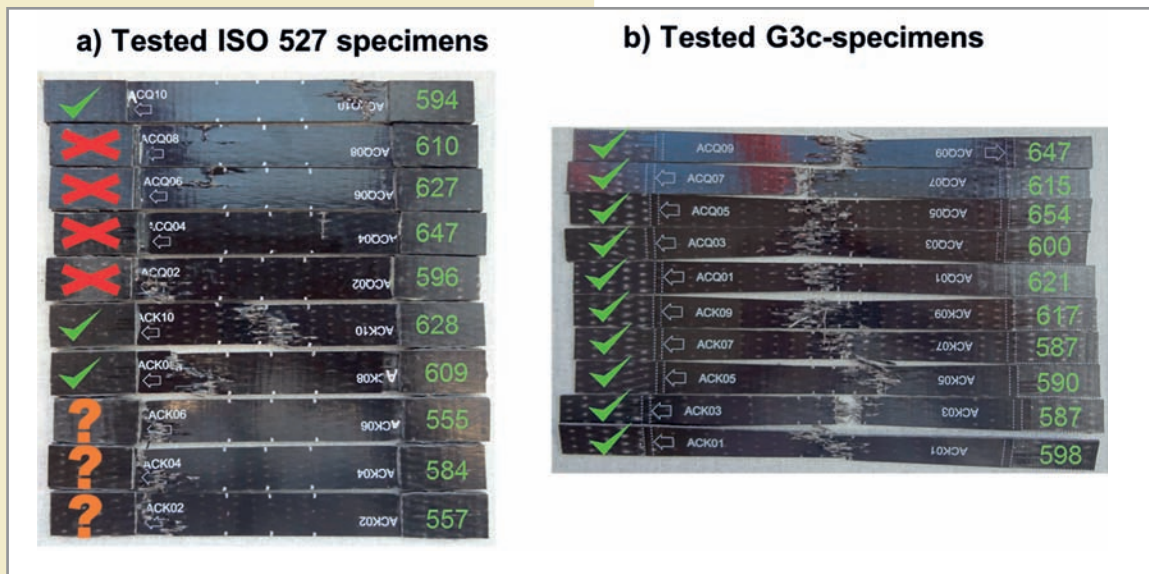 a) Tested ISO 527 specimens
ACQ10 ACQ10 594
ACQ08 ACQ08 610
ACQ06 ACQ06 627
ACQ04 ACQ04 647
ACQ02 ACQ02 596
? ACK10 ACK10 628
ACK08 ACK08 609
? ACK06 ACK06 555
? ACK04 ACK04 584
? ACK02 ACK02 557
b) Tested G3c-specimens
ACQ09 ACQ09 647
ACQ07 ACQ07 615
ACQ05 ACQ05 654
ACQ03 ACQ03 600
ACQ01 ACQ01 621
ACK09 ACK09 617
ACK07 ACK07 587
ACK05 ACK05 590
ACK03 ACK03 587
ACK01 ACK01 598